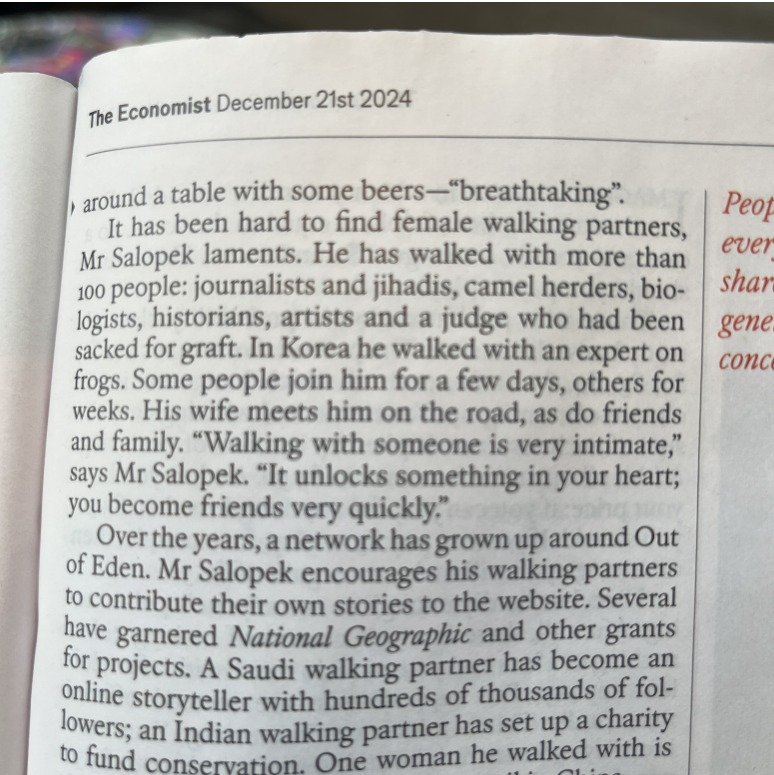 The Economist December 21st 2024
around a table with some beers—“breathtaking”.
It has been hard to find female walking partners,
Mr Salopek laments. He has walked with more than
100 people: journalists and jihadis, camel herders, bio-
logists, historians, artists and a judge who had been
sacked for graft. In Korea he walked with an expert on
frogs. Some people join him for a few days, others for
weeks. His wife meets him on the road, as do friends
and family. “Walking with someone is very intimate,”
says Mr Salopek. “It unlocks something in your heart;
you become friends very quickly.”
Over the years, a network has grown up around Out
of Eden. Mr Salopek encourages his walking partners
to contribute their own stories to the website. Several
have garnered National Geographic and other grants
for projects. A Saudi walking partner has become an
online storyteller with hundreds of thousands of fol-
lowers; an Indian walking partner has set up a charity
to fund conservation. One woman he walked with is